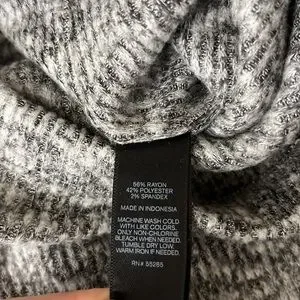 56% RAYON
42% POLYESTER
2% SPANDEX
MADE IN INDONESIA
MACHINE WASH COLD
WITH LIKE COLORS.
ONLY NON-CHLORINE
BLEACH WHEN NEEDED.
TUMBLE DRY LOW.
WARM IRON IF NEEDED.
RN# 55285